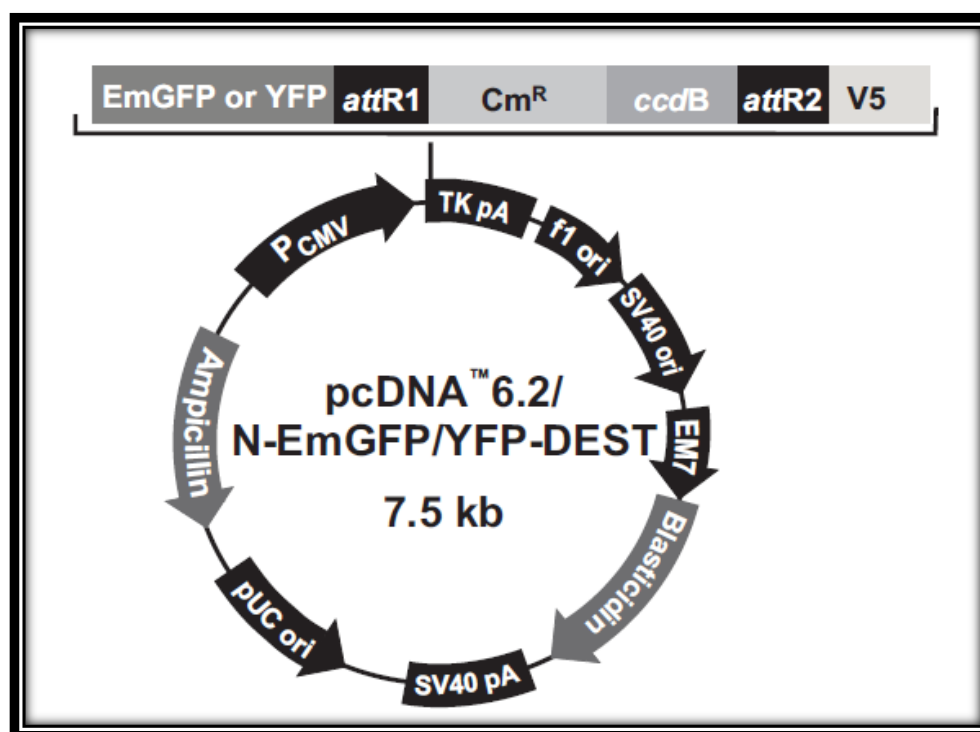 EmGFP or YFP attR1 CmR ccdB attR2 V5
PCMV
TK pA
f1 ori
SV40 ori
EM7
Blasticidin
SV40 pA
pUC ori
Ampicillin
pcDNA™6.2/
N-EmGFP/YFP-DEST
7.5 kb